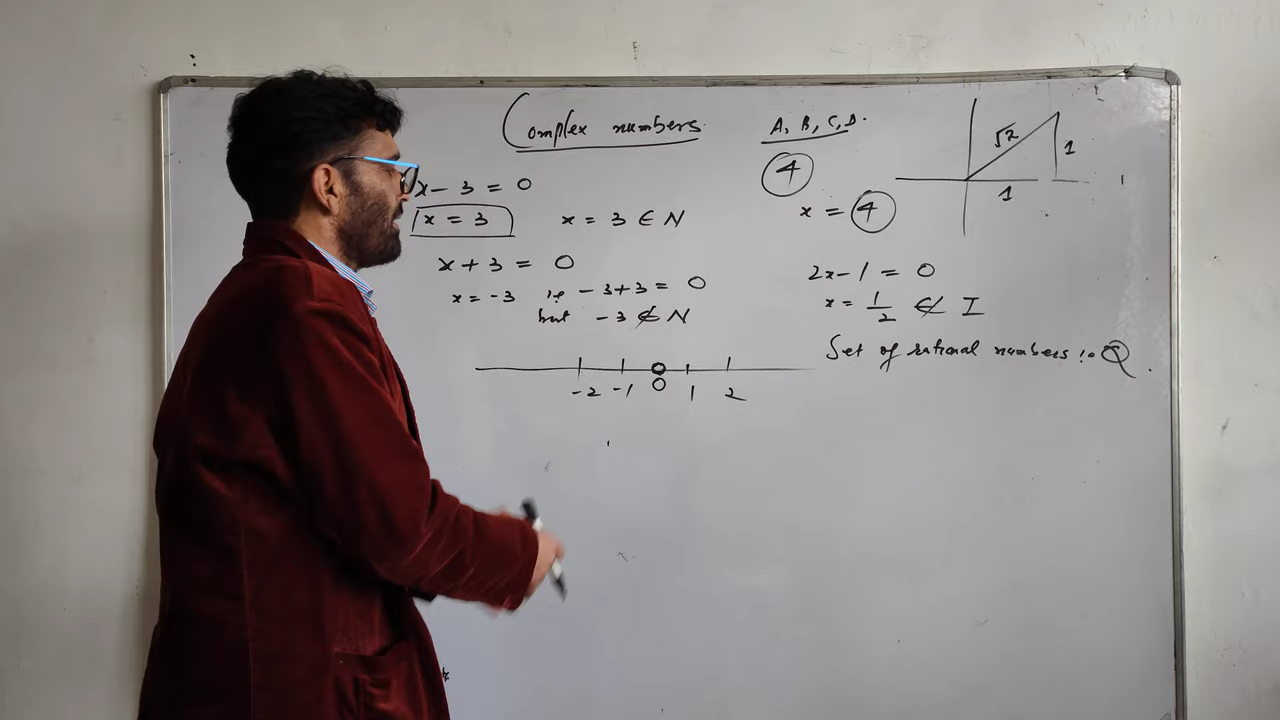 Complex numbers
x - 3 = 0
x = 3
x = 3 ∈ N
x + 3 = 0
x = -3 i.e -3+3 = 0
but -3 ∉ N
-2 -1 0 1 2
A, B, C, D.
4
x = 4
√2
1
1
2x - 1 = 0
x = 1/2 ∉ I
Set of rational numbers :- Q.